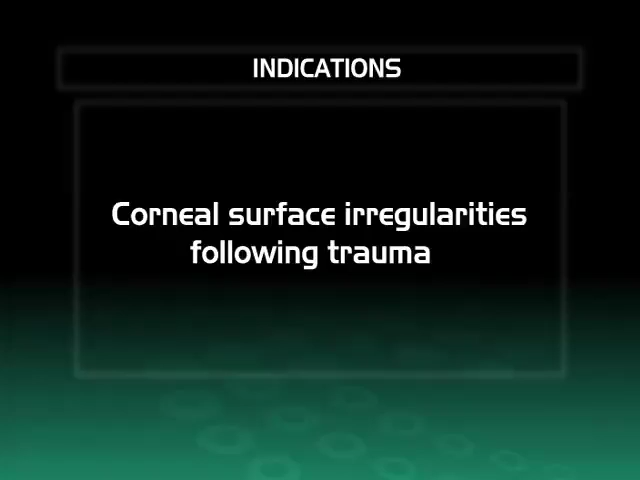 INDICATIONS
Corneal surface irregularities
following trauma